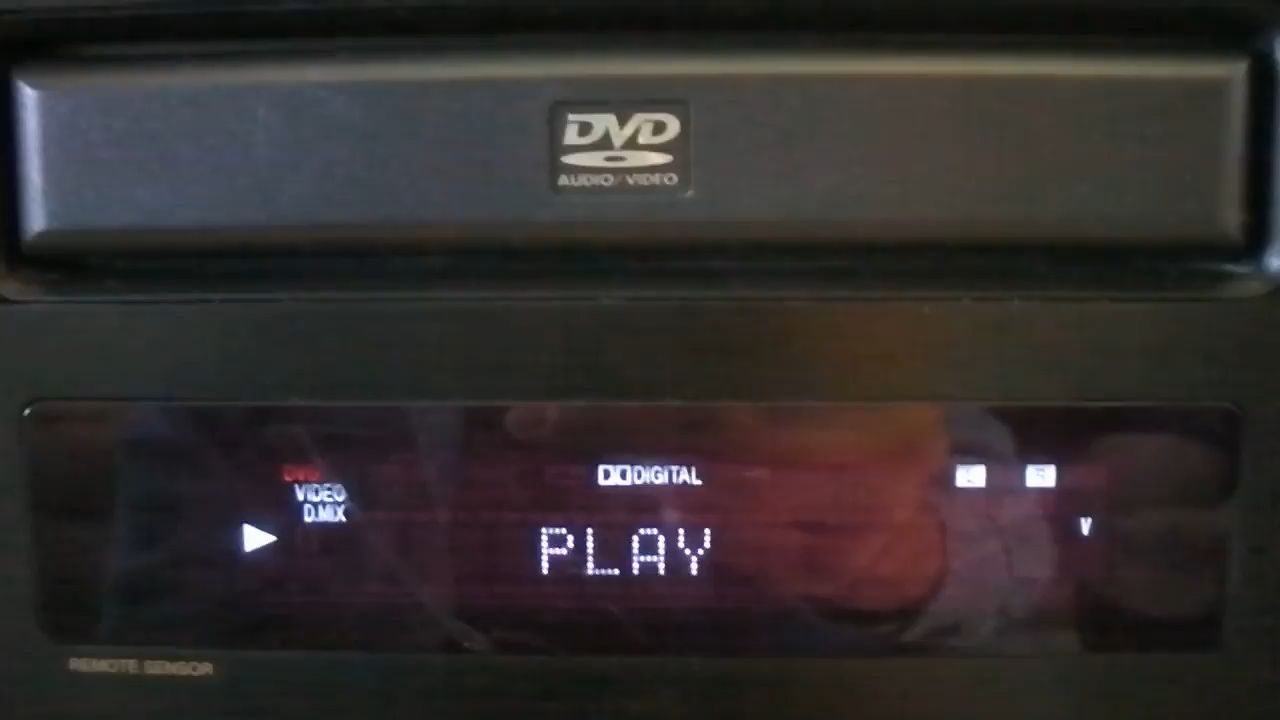 DVD
AUDIO/VIDEO
DVD
VIDEO
D.MIX
DIGITAL
L R
PLAY
V
REMOTE SENSOR